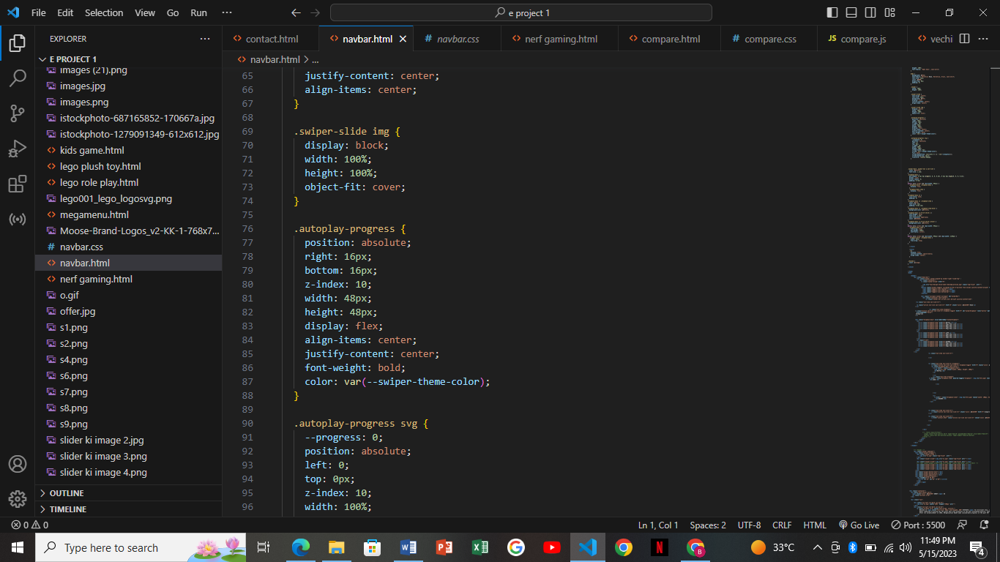 File Edit Selection View Go Run ···
e project 1
EXPLORER
contact.html
navbar.html
navbar.css
nerf gaming.html
compare.html
compare.css
JS compare.js
vechi
E PROJECT 1
navbar.html > ...
images (21).png
images.jpg
images.png
istockphoto-687165852-170667a.jpg
istockphoto-1279091349-612x612.jpg
kids game.html
lego plush toy.html
lego role play.html
lego001_lego_logosvg.png
megamenu.html
Moose-Brand-Logos_v2-KK-1-768x7...
navbar.css
navbar.html
nerf gaming.html
o.gif
offer.jpg
s1.png
s2.png
s4.png
s6.png
s7.png
s8.png
s9.png
slider ki image 2.jpg
slider ki image 3.png
slider ki image 4.png
OUTLINE
TIMELINE
65 justify-content: center;
66 align-items: center;
67 }
68
69 .swiper-slide img {
70 display: block;
71 width: 100%;
72 height: 100%;
73 object-fit: cover;
74 }
75
76 .autoplay-progress {
77 position: absolute;
78 right: 16px;
79 bottom: 16px;
80 z-index: 10;
81 width: 48px;
82 height: 48px;
83 display: flex;
84 align-items: center;
85 justify-content: center;
86 font-weight: bold;
87 color: var(--swiper-theme-color);
88 }
89
90 .autoplay-progress svg {
91 --progress: 0;
92 position: absolute;
93 left: 0;
94 top: 0px;
95 z-index: 10;
96 width: 100%;
0 0
Ln 1, Col 1 Spaces: 2 UTF-8 CRLF HTML Go Live Port : 5500
Type here to search
33°C
11:49 PM
5/15/2023
4